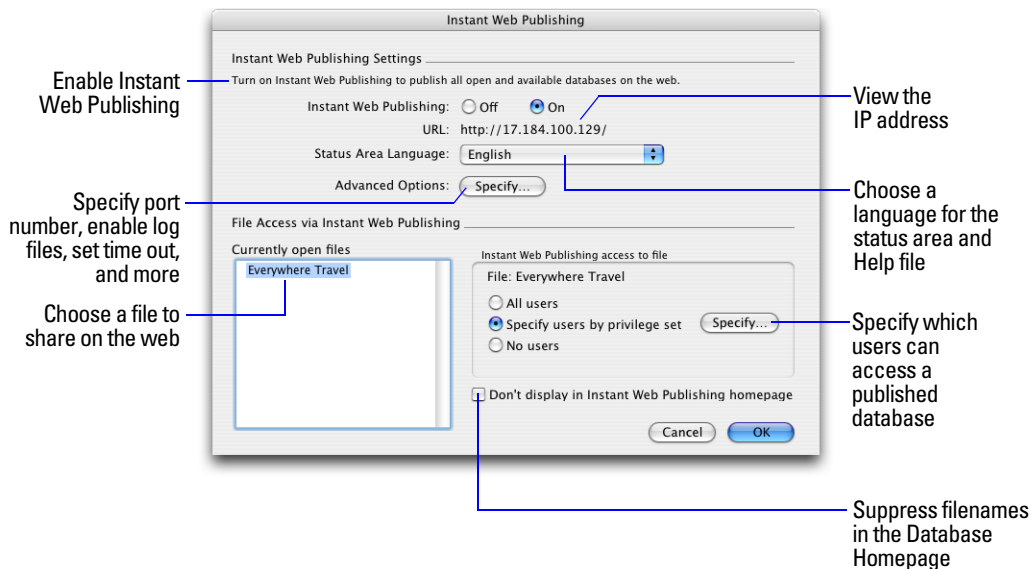 Instant Web Publishing
Instant Web Publishing Settings
Turn on Instant Web Publishing to publish all open and available databases on the web.
Instant Web Publishing: Off On
URL: http://17.184.100.129/
Status Area Language: English
Advanced Options: Specify...
File Access via Instant Web Publishing
Currently open files
Everywhere Travel
Instant Web Publishing access to file
File: Everywhere Travel
All users
Specify users by privilege set Specify...
No users
Don't display in Instant Web Publishing homepage
Cancel OK
Enable Instant
Web Publishing
Specify port
number, enable log
files, set time out,
and more
Choose a file to
share on the web
View the
IP address
Choose a
language for the
status area and
Help file
Specify which
users can
access a
published
database
Suppress filenames
in the Database
Homepage